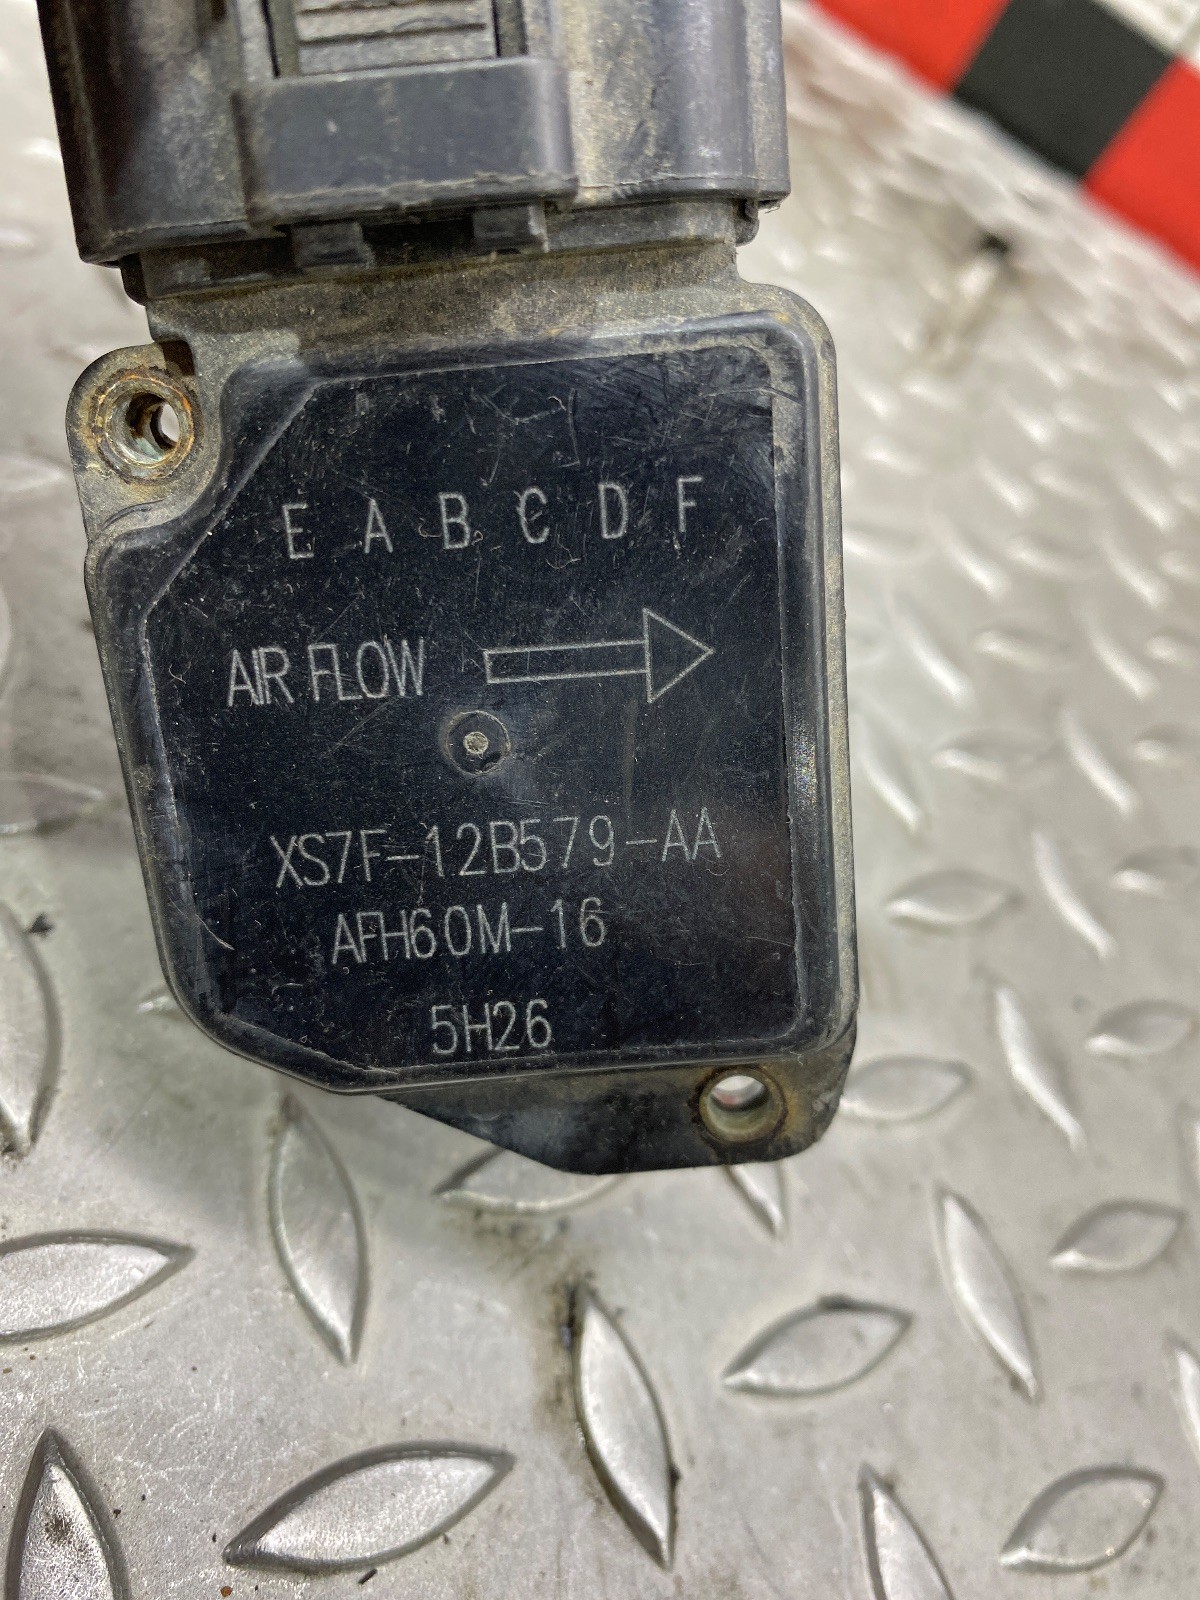 E A B C D F
AIR FLOW
XS7F-12B579-AA
AFH60M-16
5H26